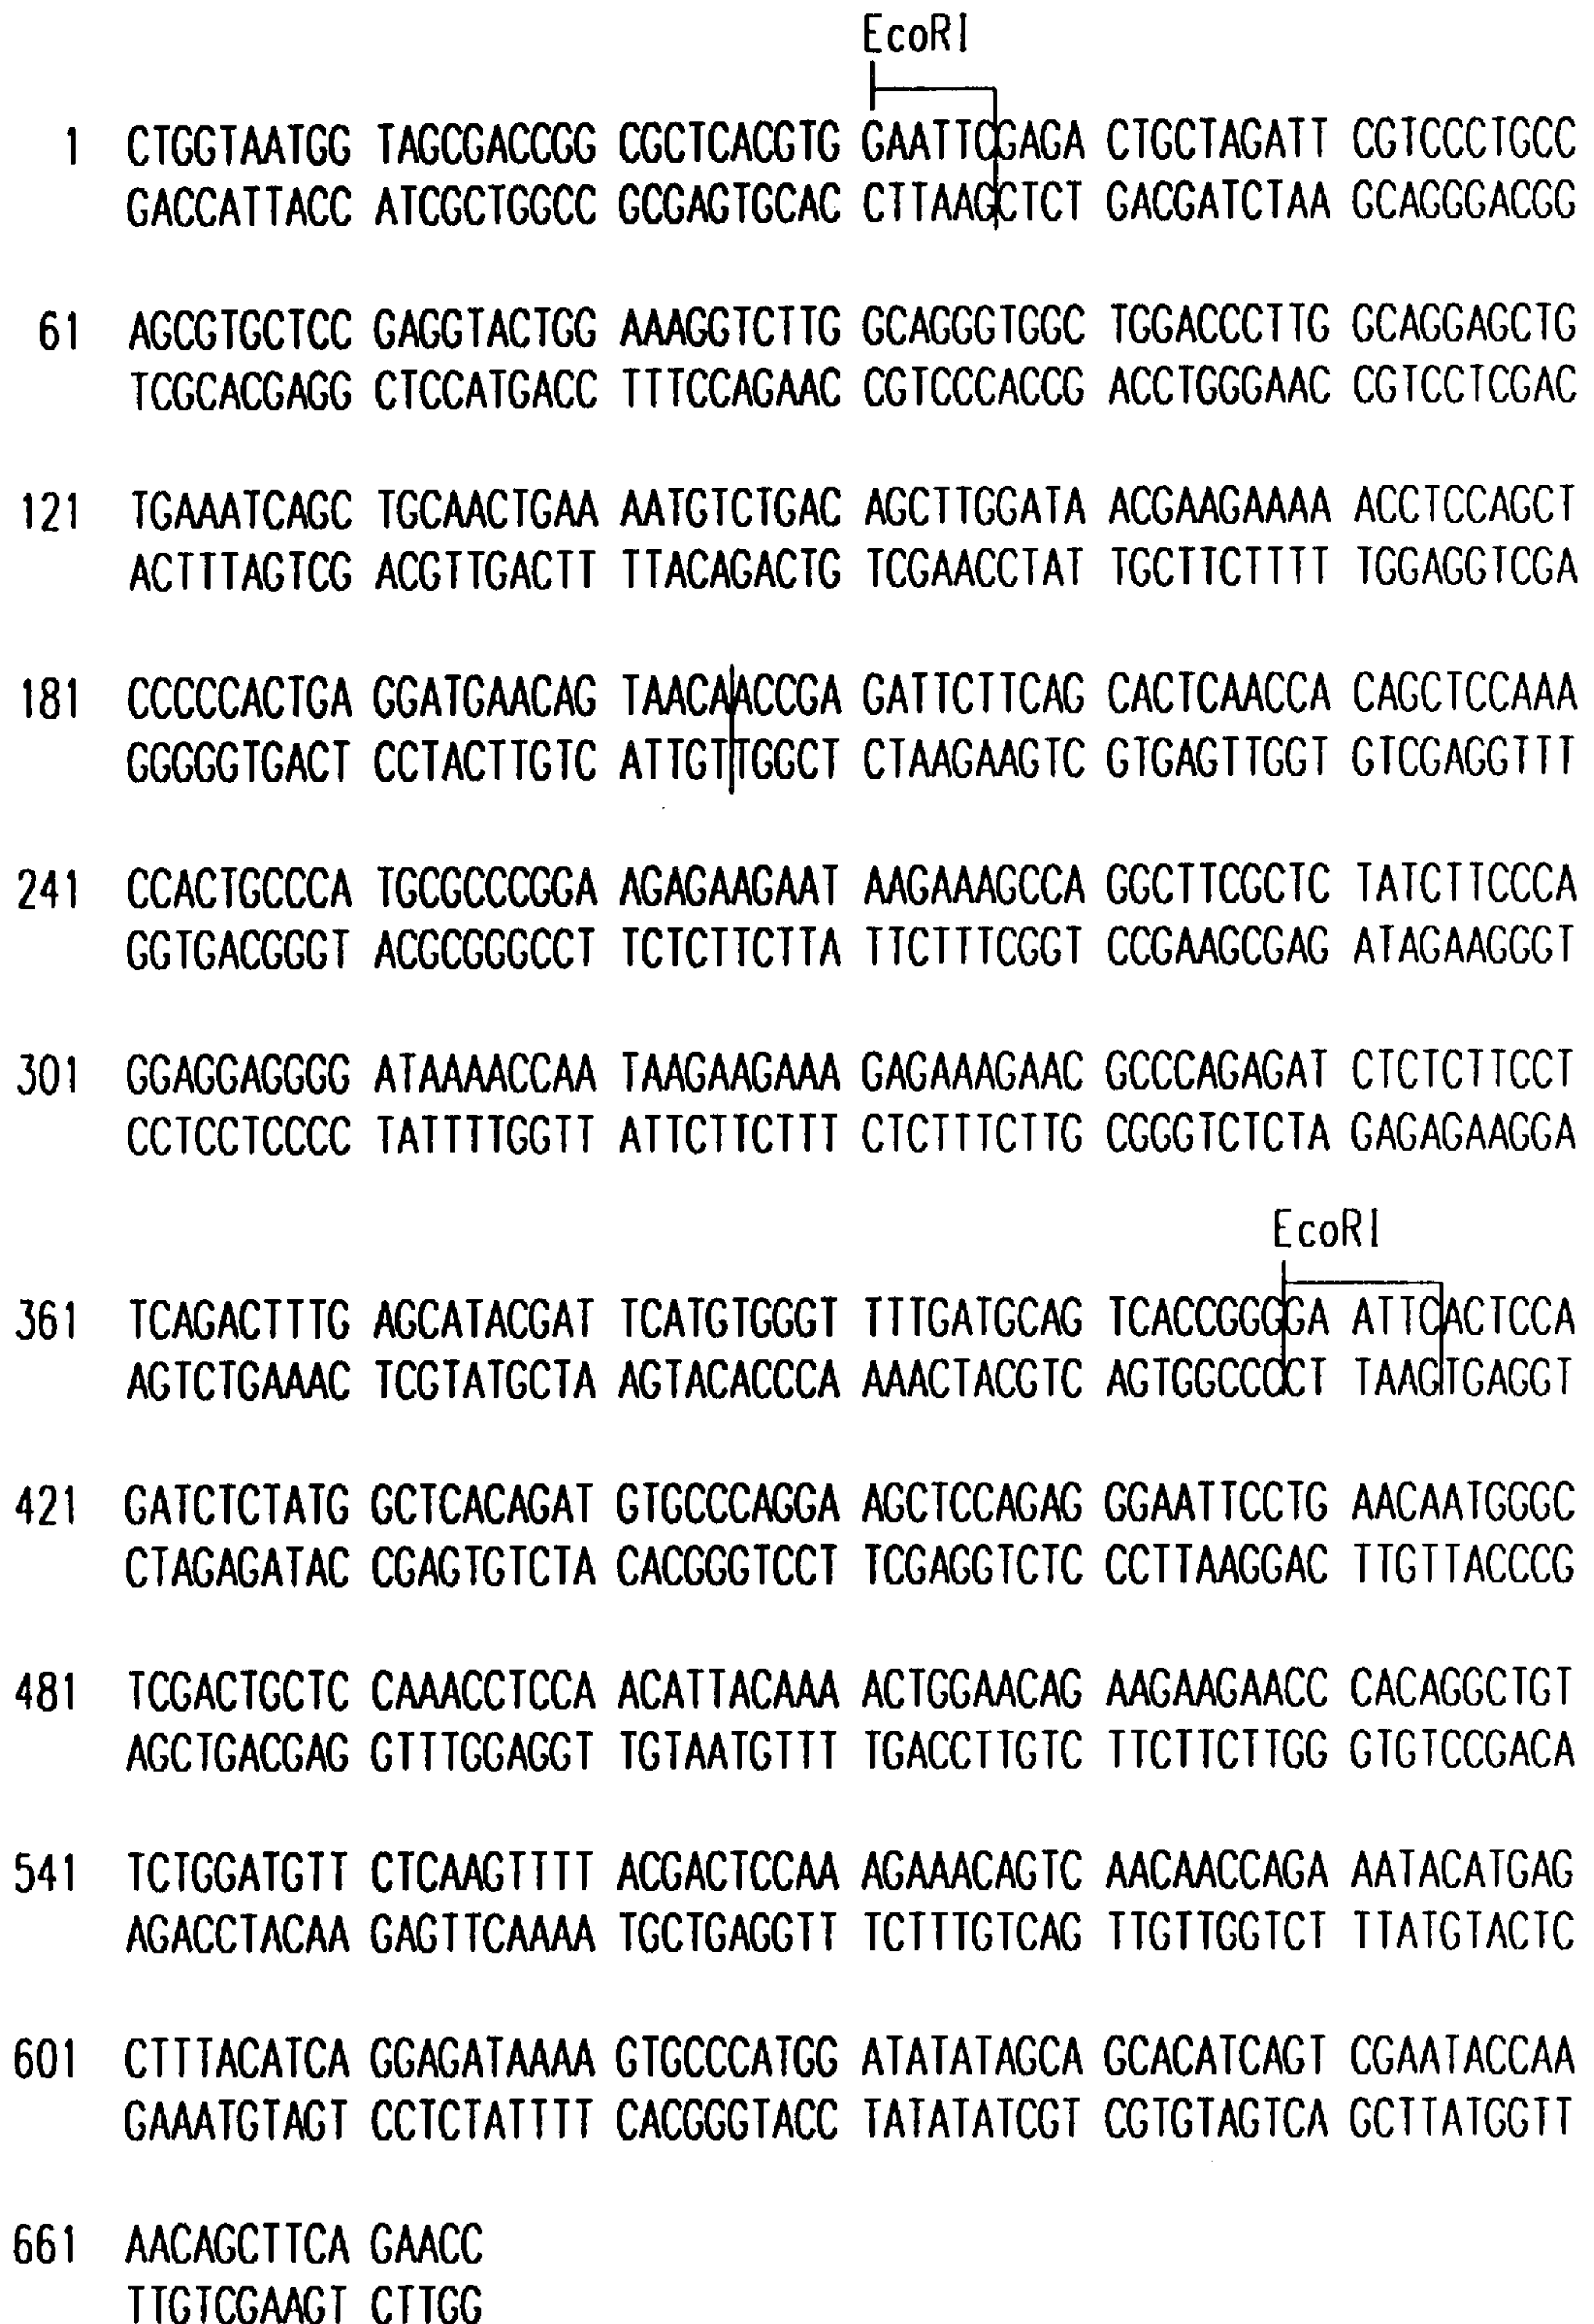 EcoRI
1 CTGGTAATGG TAGCGACCGG CGCTCACGTG GAATTCGAGA CTGCTAGATT CGTCCCTGCC
GACCATTACC ATCGCTGGCC GCGAGTGCAC CTTAAGCTCT GACGATCTAA GCAGGGACGG
61 AGCGTGCTCC GAGGTACTGG AAAGGTCTTG GCAGGGTGGC TGGACCCTTG GCAGGAGCTG
TCGCACGAGG CTCCATGACC TTTCCAGAAC CGTCCCACCG ACCTGGGAAC CGTCCTCGAC
121 TGAAATCAGC TGCAACTGAA AATGTCTGAC AGCTTGGATA ACGAAGAAAA ACCTCCAGCT
ACTTTAGTCG ACGTTGACTT TTACAGACTG TCGAACCTAT TGCTTCTTTT TGGAGGTCGA
181 CCCCCACTGA GGATGAACAG TAACAACCGA GATTCTTCAG CACTCAACCA CAGCTCCAAA
GGGGGTGACT CCTACTTGTC ATTGTTGGCT CTAAGAAGTC GTGAGTTGGT GTCGAGGTTT
241 CCACTGCCCA TGCGCCCGGA AGAGAAGAAT AAGAAAGCCA GGCTTCGCTC TATCTTCCCA
GGTGACGGGT ACGCGGGCCT TCTCTTCTTA TTCTTTCGGT CCGAAGCGAG ATAGAAGGGT
301 GGAGGAGGGG ATAAAACCAA TAAGAAGAAA GAGAAAGAAC GCCCAGAGAT CTCTCTTCCT
CCTCCTCCCC TATTTTGGTT ATTCTTCTTT CTCTTTCTTG CGGGTCTCTA GAGAGAAGGA
EcoRI
361 TCAGACTTTG AGCATACGAT TCATGTGGGT TTTGATGCAG TCACCGGGGA ATTCACTCCA
AGTCTGAAAC TCGTATGCTA AGTACACCCA AAACTACGTC AGTGGCCCCT TAAGTGAGGT
421 GATCTCTATG GCTCACAGAT GTGCCCAGGA AGCTCCAGAG GGAATTCCTG AACAATGGGC
CTAGAGATAC CGAGTGTCTA CACGGGTCCT TCGAGGTCTC CCTTAAGGAC TTGTTACCCG
481 TCGACTGCTC CAAACCTCCA ACATTACAAA ACTGGAACAG AAGAAGAACC CACAGGCTGT
AGCTGACGAG GTTTGGAGGT TGTAATGTTT TGACCTTGTC TTCTTCTTGG GTGTCCGACA
541 TCTGGATGTT CTCAAGTTTT ACGACTCCAA AGAAACAGTC AACAACCAGA AATACATGAG
AGACCTACAA GAGTTCAAAA TGCTGAGGTT TCTTTGTCAG TTGTTGGTCT TTATGTACTC
601 CTTTACATCA GGAGATAAAA GTGCCCATGG ATATATAGCA GCACATCAGT CGAATACCAA
GAAATGTAGT CCTCTATTTT CACGGGTACC TATATATCGT CGTGTAGTCA GCTTATGGTT
661 AACAGCTTCA GAACC
TTGTCGAAGT CTTGG